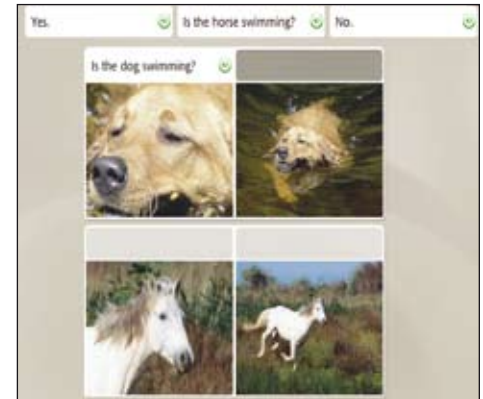 Yes.
Is the horse swimming?
No.
Is the dog swimming?